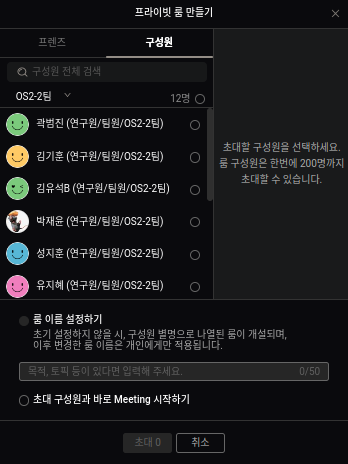 프라이빗 룸 만들기
프렌즈
구성원
구성원 전체 검색
OS2-2팀
12명
곽범진 (연구원/팀원/OS2-2팀)
김기훈 (연구원/팀원/OS2-2팀)
김유석B (연구원/팀원/OS2-2팀)
박재윤 (연구원/팀원/OS2-2팀)
성지훈 (연구원/팀원/OS2-2팀)
유지혜 (연구원/팀원/OS2-2팀)
초대할 구성원을 선택하세요.
룸 구성원은 한번에 200명까지
초대할 수 있습니다.
룸 이름 설정하기
초기 설정하지 않을 시, 구성원 별명으로 나열된 룸이 개설되며,
이후 변경한 룸 이름은 개인에게만 적용됩니다.
목적, 토픽 등이 있다면 입력해 주세요.
0/50
초대 구성원과 바로 Meeting 시작하기
초대 0
취소